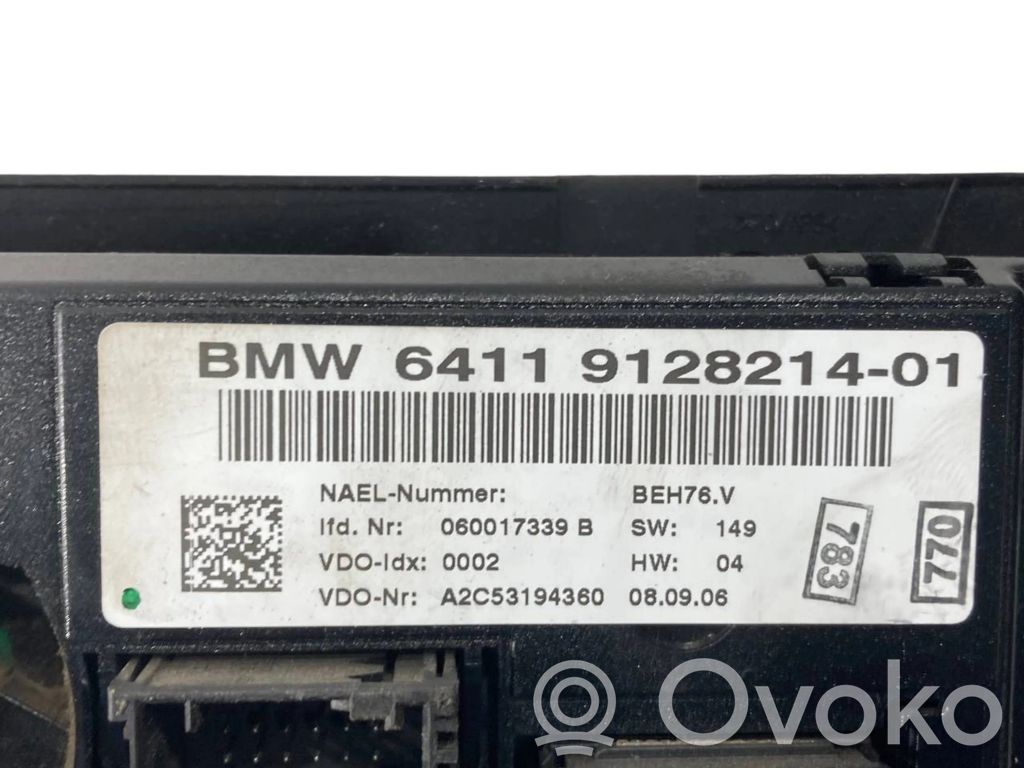 BMW 6411 9128214-01
NAEL-Nummer: BEH76.V
lfd. Nr: 060017339 B SW: 149
VDO-Idx: 0002 HW: 04
VDO-Nr: A2C53194360 08.09.06
783
770
Ovoko